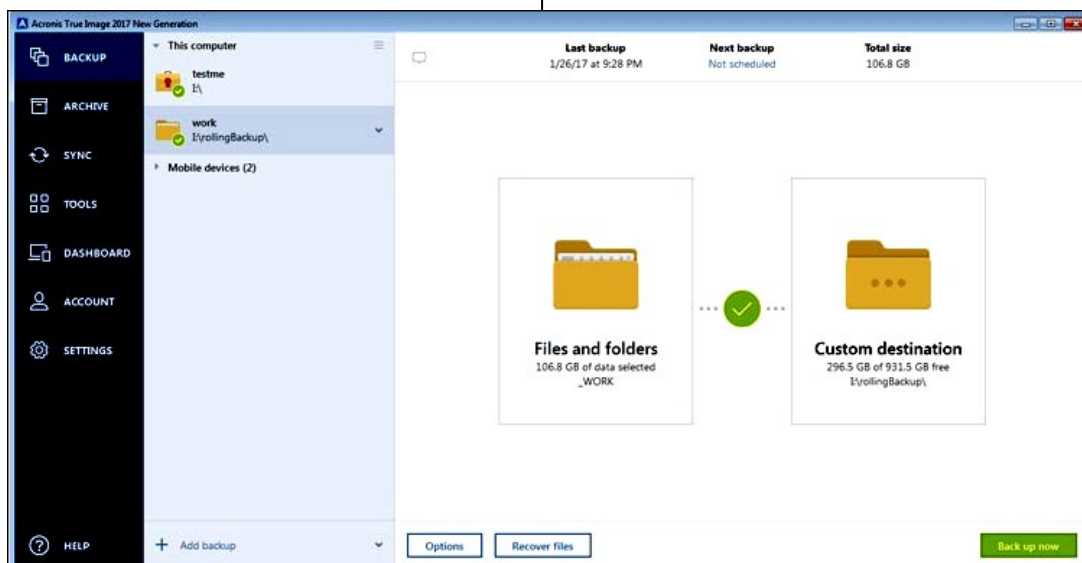 Acronis True Image 2017 New Generation
BACKUP
ARCHIVE
SYNC
TOOLS
DASHBOARD
ACCOUNT
SETTINGS
HELP
This computer
testme
I:\
work
I:\rollingBackup\
Mobile devices (2)
Add backup
Last backup
1/26/17 at 9:28 PM
Next backup
Not scheduled
Total size
106.8 GB
Files and folders
106.8 GB of data selected
_WORK
Custom destination
296.5 GB of 931.5 GB free
I:\rollingBackup\
Options
Recover files
Back up now